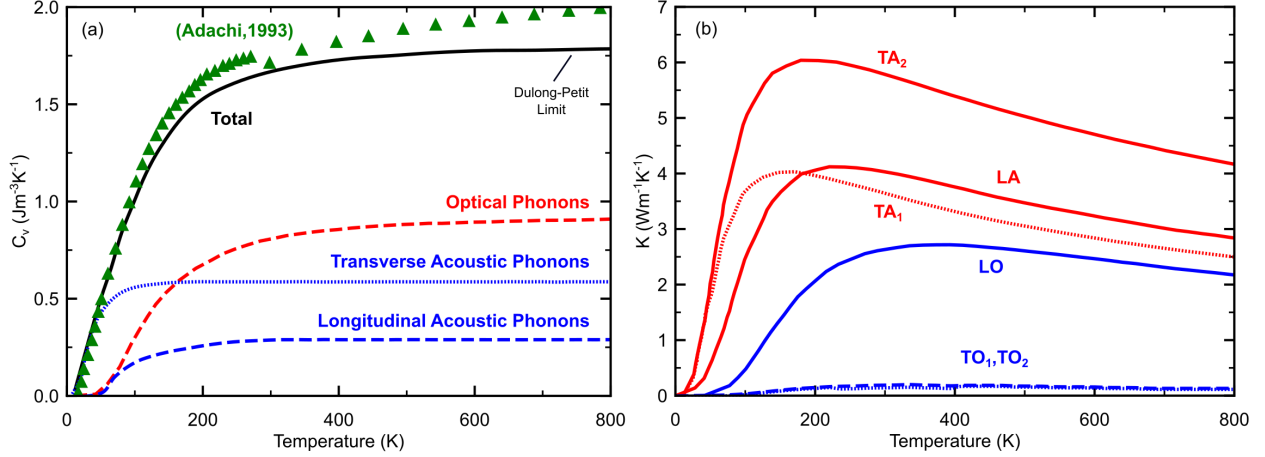 (a)
(Adachi,1993)
Total
Dulong-Petit
Limit
Optical Phonons
Transverse Acoustic Phonons
Longitudinal Acoustic Phonons
2.0
1.5
1.0
0.5
0.0
Cᵥ (Jm⁻³K⁻¹)
0 200 400 600 800
Temperature (K)
(b)
TA₂
LA
TA₁
LO
TO₁,TO₂
7
6
5
4
3
2
1
0
K (Wm⁻¹K⁻¹)
0 200 400 600 800
Temperature (K)